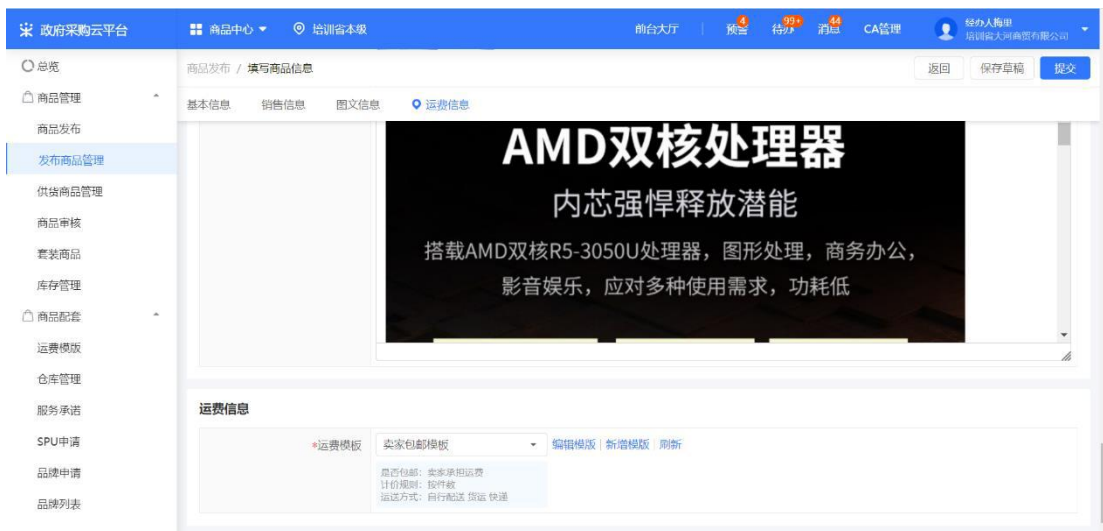 政府采购云平台
商品中心
培训省本级
前台大厅
预警
4
待办
99+
消息
44
CA管理
经办人梅里
培训省大河商贸有限公司
总览
商品管理
商品发布
发布商品管理
供货商品管理
商品审核
套装商品
库存管理
商品配套
运费模版
仓库管理
服务承诺
SPU申请
品牌申请
品牌列表
商品发布 / 填写商品信息
返回
保存草稿
提交
基本信息
销售信息
图文信息
运费信息
AMD双核处理器
内芯强悍释放潜能
搭载AMD双核R5-3050U处理器，图形处理，商务办公，
影音娱乐，应对多种使用需求，功耗低
运费信息
*运费模板
卖家包邮模板
编辑模版 新增模版 刷新
是否包邮：卖家承担运费
计价规则：按件数
运送方式：自行配送 货运 快递